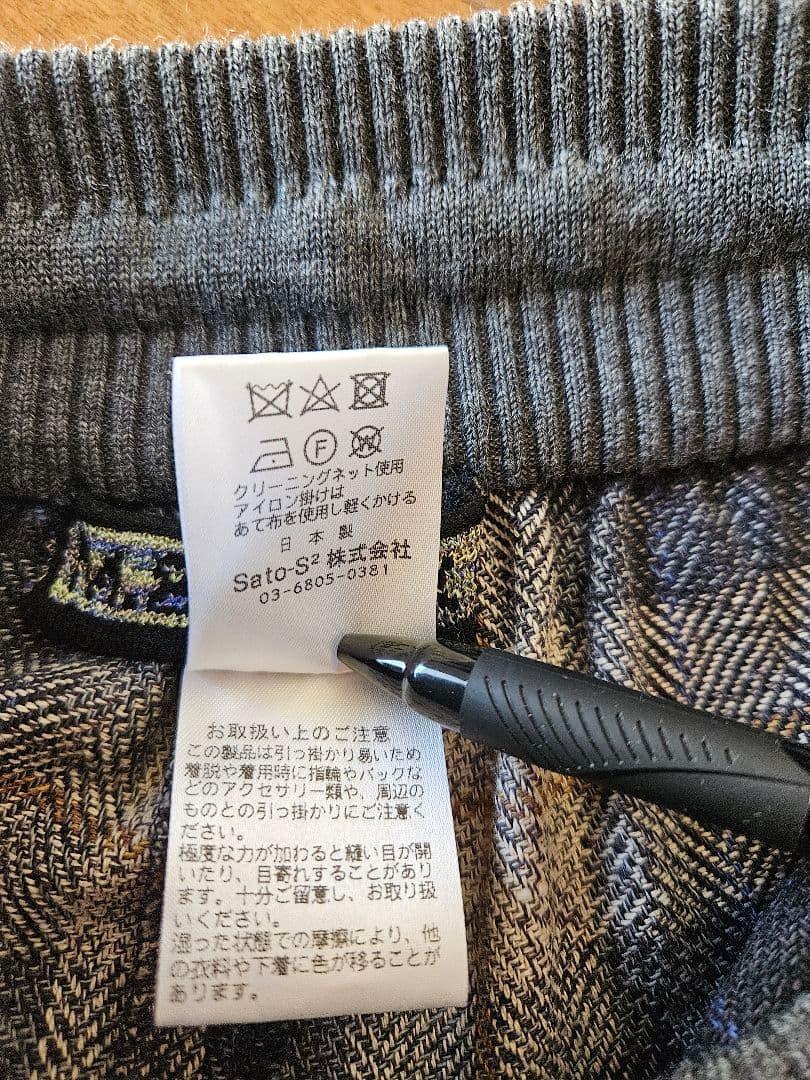 F
W
クリーニングネット使用
アイロン掛けは
あて布を使用し軽くかける
日本製
Sato-S² 株式会社
03-6805-0381
お取扱い上のご注意
この製品は引っ掛かり易いため
着脱や着用時に指輪やバックな
どのアクセサリー類や、周辺の
ものとの引っ掛かりにご注意く
ださい。
極度な力が加わると縫い目が開
いたり、目寄れすることがあり
ます。十分ご留意し、お取り扱
いください。
湿った状態での摩擦により、他
の衣料や下着に色が移ることが
あります。